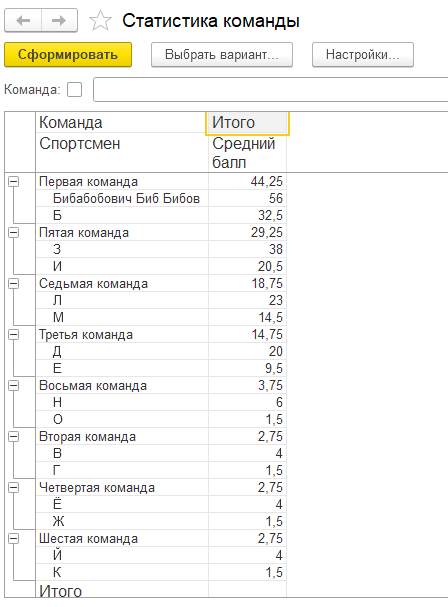 Статистика команды
Сформировать Выбрать вариант... Настройки...
Команда:
Команда Итого
Спортсмен Средний
балл
Первая команда 44,25
Бибабобович Биб Бибов 56
Б 32,5
Пятая команда 29,25
З 38
И 20,5
Седьмая команда 18,75
Л 23
М 14,5
Третья команда 14,75
Д 20
Е 9,5
Восьмая команда 3,75
Н 6
О 1,5
Вторая команда 2,75
В 4
Г 1,5
Четвертая команда 2,75
Ё 4
Ж 1,5
Шестая команда 2,75
Й 4
К 1,5
Итого